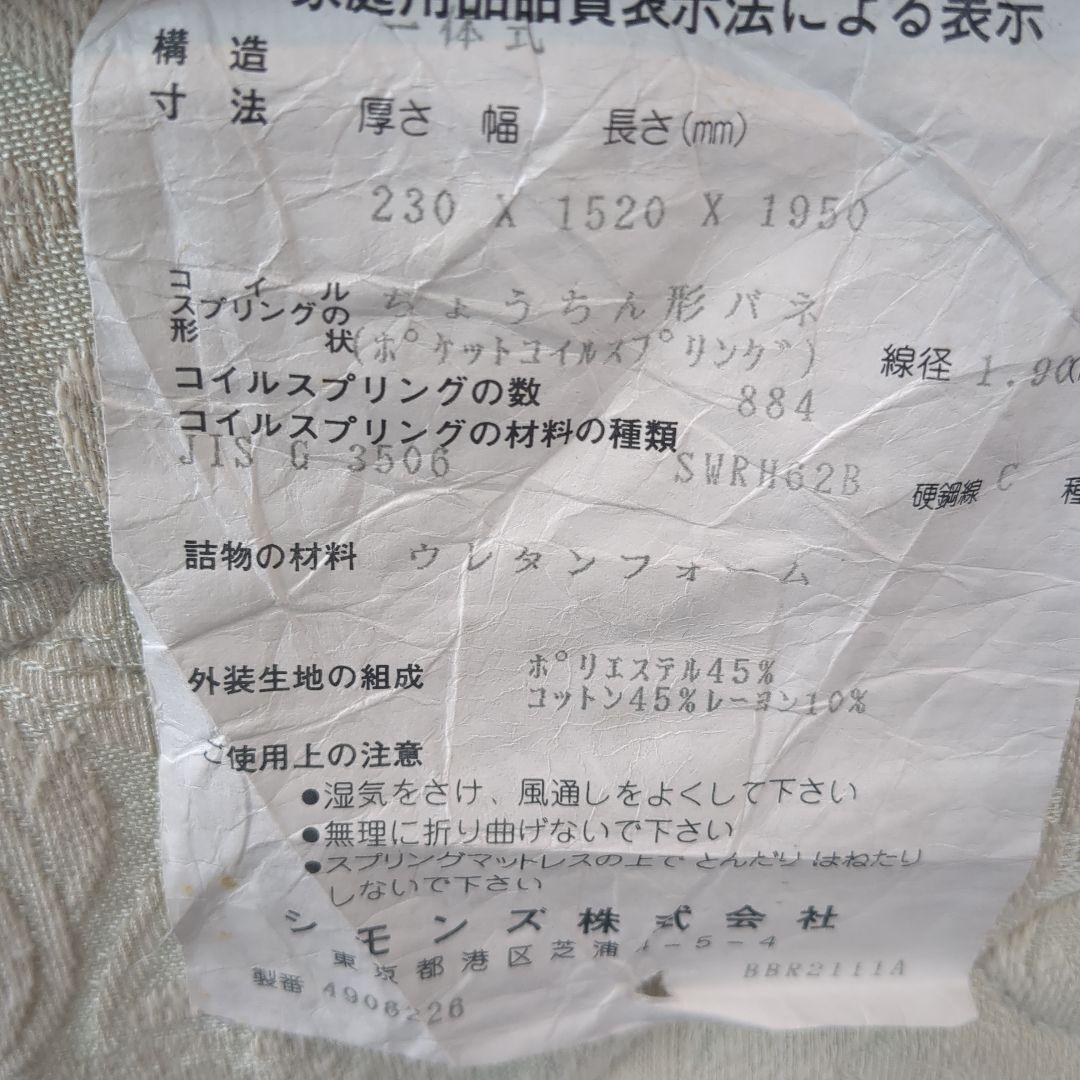 家庭用品品質表示法による表示
構造 一体式
寸法 厚さ 幅 長さ(mm)
230 X 1520 X 1950
コイル
スプリングの
形状
ちょうちん形バネ
(ポケットコイルスプリング) 線径 1.90
コイルスプリングの数 884
コイルスプリングの材料の種類
JIS G 3506 SWRH62B 硬鋼線 C 種
詰物の材料 ウレタンフォーム
外装生地の組成 ポリエステル45%
コットン45%レーヨン10%
ご使用上の注意
●湿気をさけ、風通しをよくして下さい
●無理に折り曲げないで下さい
●スプリングマットレスの上で とんだり はねたり
しないで下さい
シモンズ株式会社
東京都港区芝浦4-5-4
製番 BBR2111A